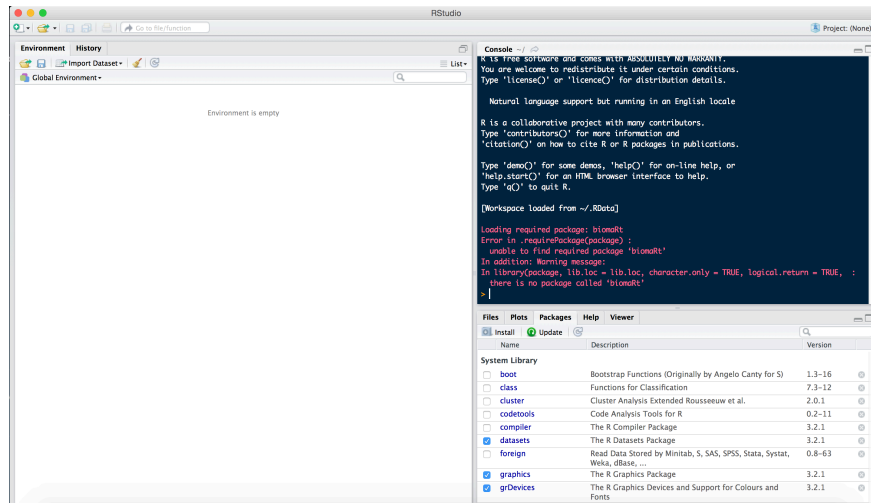 RStudio
Go to file/function
Project: (None)
Environment History
Import Dataset
List
Global Environment
Environment is empty
Console ~/
R is free software and comes with ABSOLUTELY NO WARRANTY.
You are welcome to redistribute it under certain conditions.
Type 'license()' or 'licence()' for distribution details.
Natural language support but running in an English locale
R is a collaborative project with many contributors.
Type 'contributors()' for more information and
'citation()' on how to cite R or R packages in publications.
Type 'demo()' for some demos, 'help()' for on-line help, or
'help.start()' for an HTML browser interface to help.
Type 'q()' to quit R.
[Workspace loaded from ~/.RData]
Loading required package: biomaRt
Error in .requirePackage(package) :
unable to find required package 'biomaRt'
In addition: Warning message:
In library(package, lib.loc = lib.loc, character.only = TRUE, logical.return = TRUE, :
there is no package called 'biomaRt'
>
Files Plots Packages Help Viewer
Install Update
Name Description Version
System Library
boot Bootstrap Functions (Originally by Angelo Canty for S) 1.3-16
class Functions for Classification 7.3-12
cluster Cluster Analysis Extended Rousseeuw et al. 2.0.1
codetools Code Analysis Tools for R 0.2-11
compiler The R Compiler Package 3.2.1
datasets The R Datasets Package 3.2.1
foreign Read Data Stored by Minitab, S, SAS, SPSS, Stata, Systat, 0.8-63
Weka, dBase, ...
graphics The R Graphics Package 3.2.1
grDevices The R Graphics Devices and Support for Colours and 3.2.1
Fonts